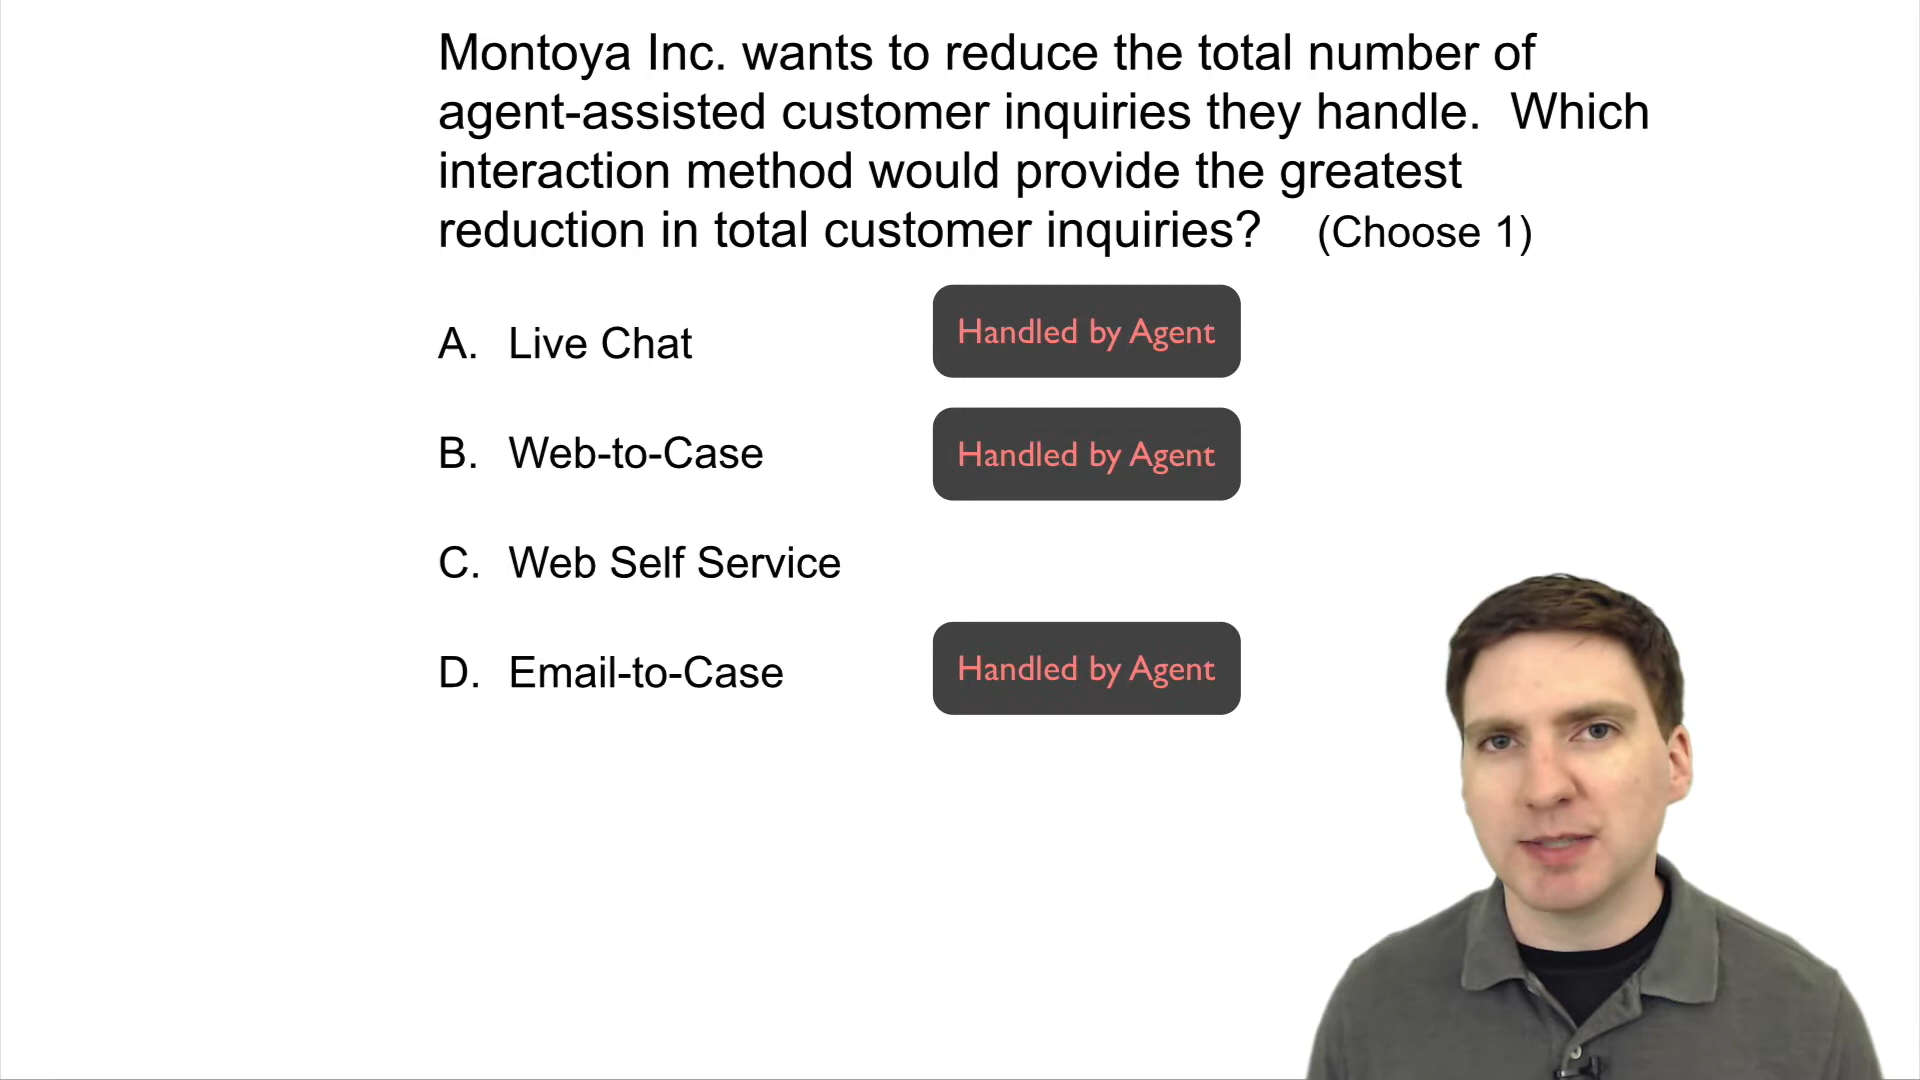 Montoya Inc. wants to reduce the total number of
agent-assisted customer inquiries they handle.  Which
interaction method would provide the greatest
reduction in total customer inquiries?    (Choose 1)
A. Live Chat
Handled by Agent
B. Web-to-Case
Handled by Agent
C. Web Self Service
D. Email-to-Case
Handled by Agent